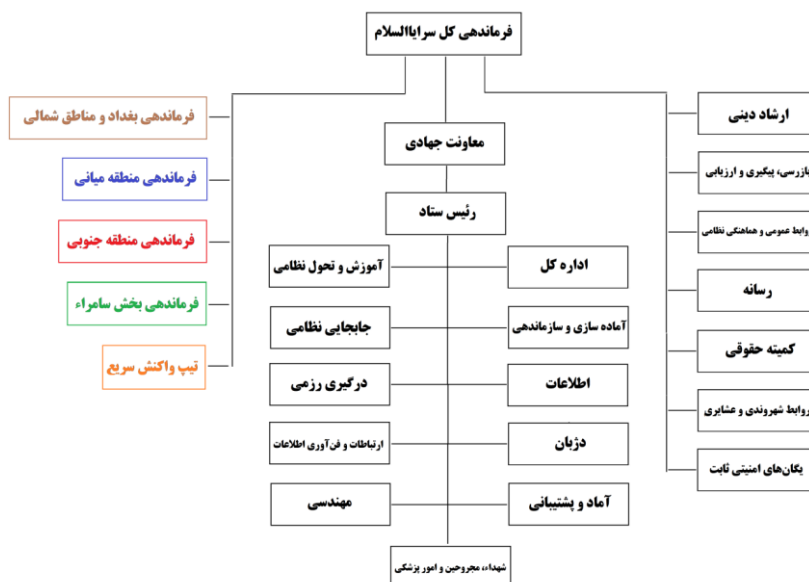 فرماندهی کل سرایاالسلام
ارشاد دینی
بازرسی، پیگیری و ارزیابی
روابط عمومی و هماهنگی نظامی
رسانه
کمیته حقوقی
روابط شهروندی و عشایری
یگان‌های امنیتی ثابت
معاونت جهادی
رئیس ستاد
اداره کل
آموزش و تحول نظامی
آماده سازی و سازماندهی
جابجایی نظامی
اطلاعات
درگیری رزمی
دژبان
ارتباطات و فن‌آوری اطلاعات
آماد و پشتیبانی
مهندسی
شهداء، مجروحین و امور پزشکی
فرماندهی بغداد و مناطق شمالی
فرماندهی منطقه میانی
فرماندهی منطقه جنوبی
فرماندهی بخش سامراء
تیپ واکنش سریع